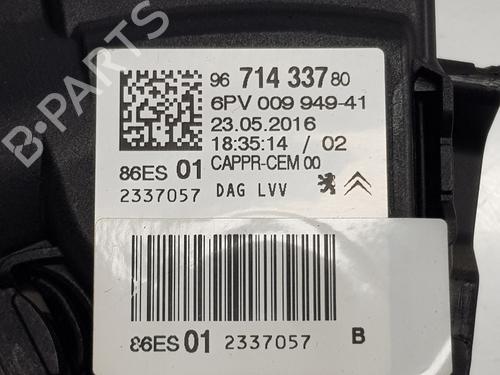 96 714 337 80
6PV 009 949-41
23.05.2016
18:35:14 / 02
86ES 01 CAPPR-CEM 00
2337057 DAG LVV
86ES 01 2337057 B
B-PARTS